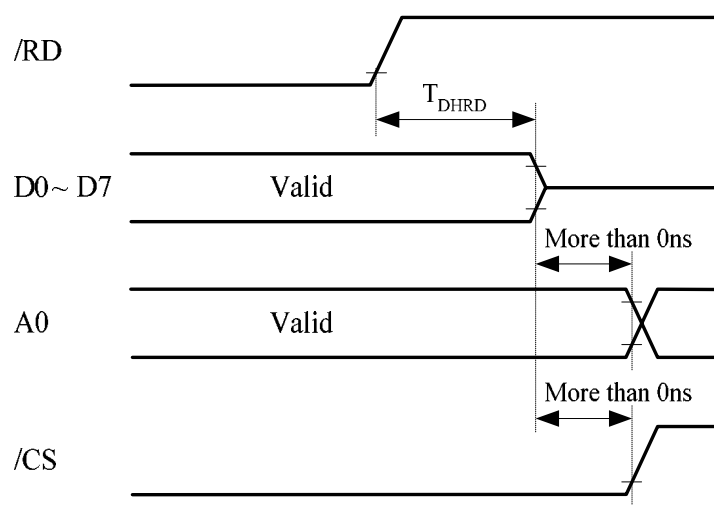 /RD
TDHRD
D0~ D7
Valid
More than 0ns
A0
Valid
More than 0ns
/CS